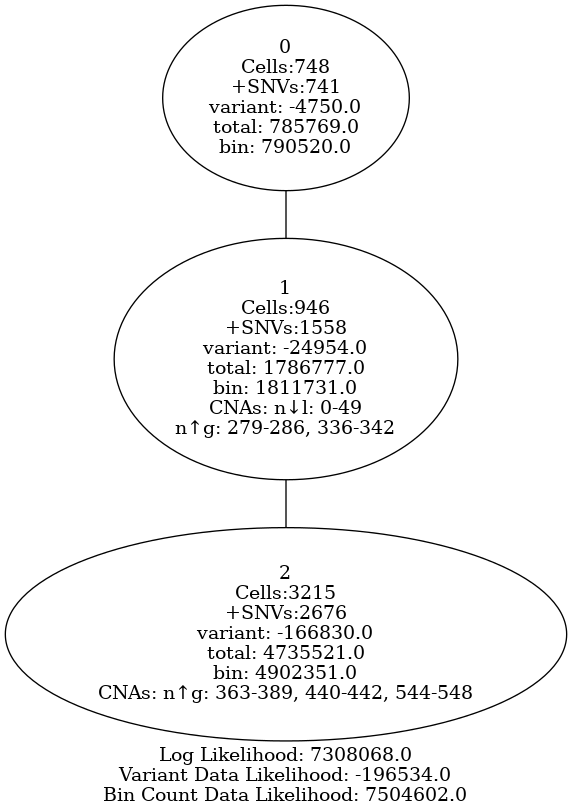 0
Cells:748
+SNVs:741
variant: -4750.0
total: 785769.0
bin: 790520.0
1
Cells:946
+SNVs:1558
variant: -24954.0
total: 1786777.0
bin: 1811731.0
CNAs: n↓l: 0-49
n↑g: 279-286, 336-342
2
Cells:3215
+SNVs:2676
variant: -166830.0
total: 4735521.0
bin: 4902351.0
CNAs: n↑g: 363-389, 440-442, 544-548
Log Likelihood: 7308068.0
Variant Data Likelihood: -196534.0
Bin Count Data Likelihood: 7504602.0